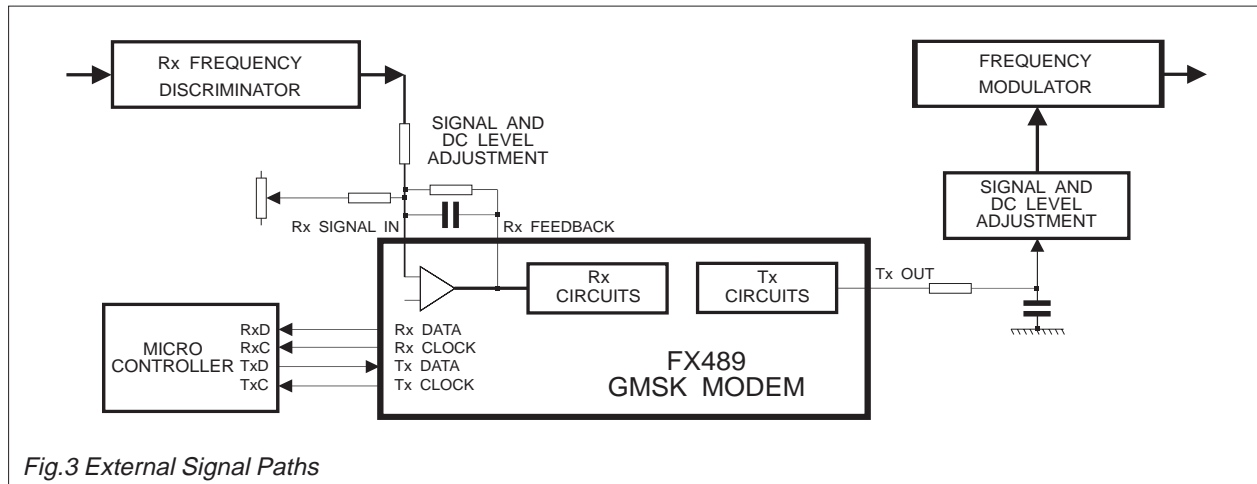 Rx FREQUENCY
DISCRIMINATOR
FREQUENCY
MODULATOR
SIGNAL AND
DC LEVEL
ADJUSTMENT
SIGNAL AND
DC LEVEL
ADJUSTMENT
Rx SIGNAL IN
Rx FEEDBACK
Rx
CIRCUITS
Tx
CIRCUITS
Tx OUT
MICRO
CONTROLLER
RxD
RxC
TxD
TxC
Rx DATA
Rx CLOCK
Tx DATA
Tx CLOCK
FX489
GMSK MODEM
Fig.3 External Signal Paths